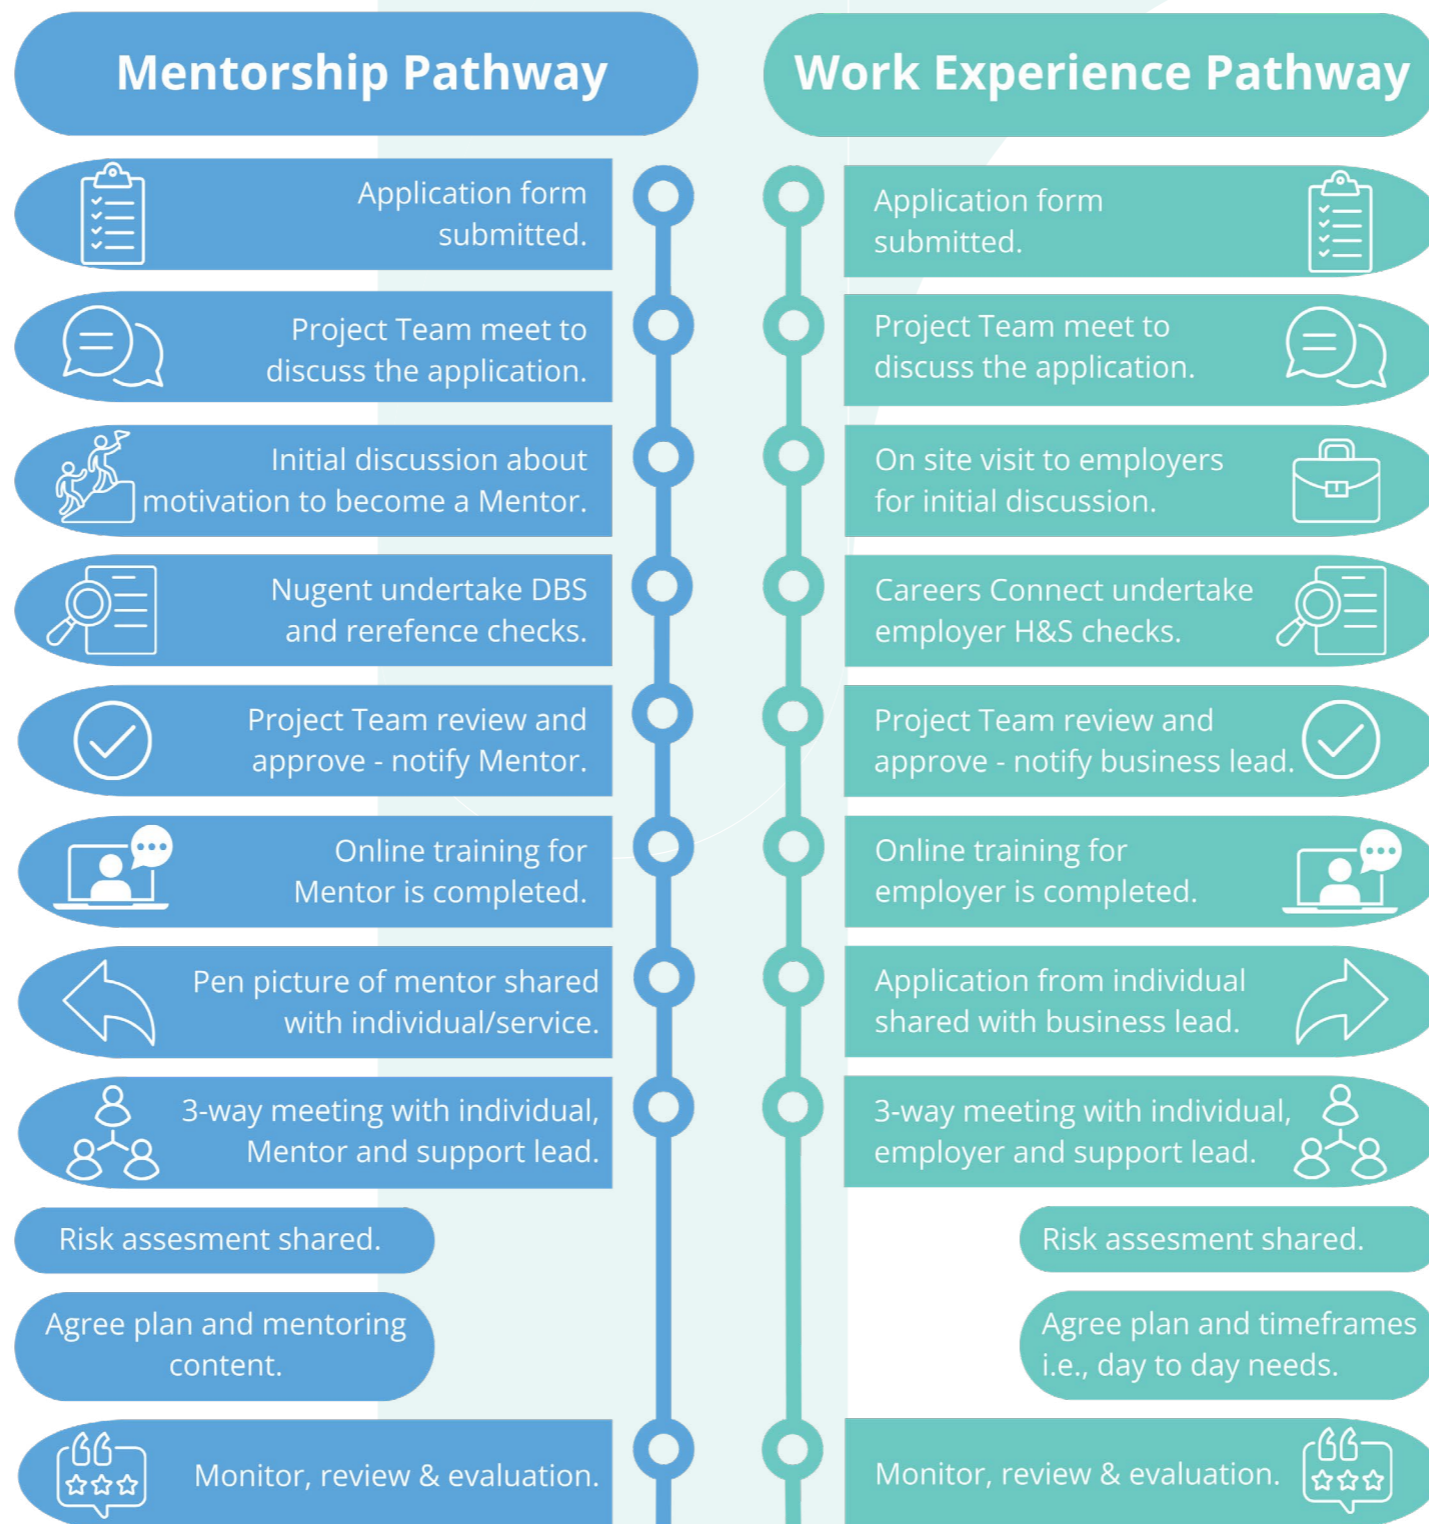 Mentorship Pathway
Application form
submitted.
Project Team meet to
discuss the application.
Initial discussion about
motivation to become a Mentor.
Nugent undertake DBS
and rerefence checks.
Project Team review and
approve - notify Mentor.
Online training for
Mentor is completed.
Pen picture of mentor shared
with individual/service.
3-way meeting with individual,
Mentor and support lead.
Risk assesment shared.
Agree plan and mentoring
content.
Monitor, review & evaluation.
Work Experience Pathway
Application form
submitted.
Project Team meet to
discuss the application.
On site visit to employers
for initial discussion.
Careers Connect undertake
employer H&S checks.
Project Team review and
approve - notify business lead.
Online training for
employer is completed.
Application from individual
shared with business lead.
3-way meeting with individual,
employer and support lead.
Risk assesment shared.
Agree plan and timeframes
i.e., day to day needs.
Monitor, review & evaluation.